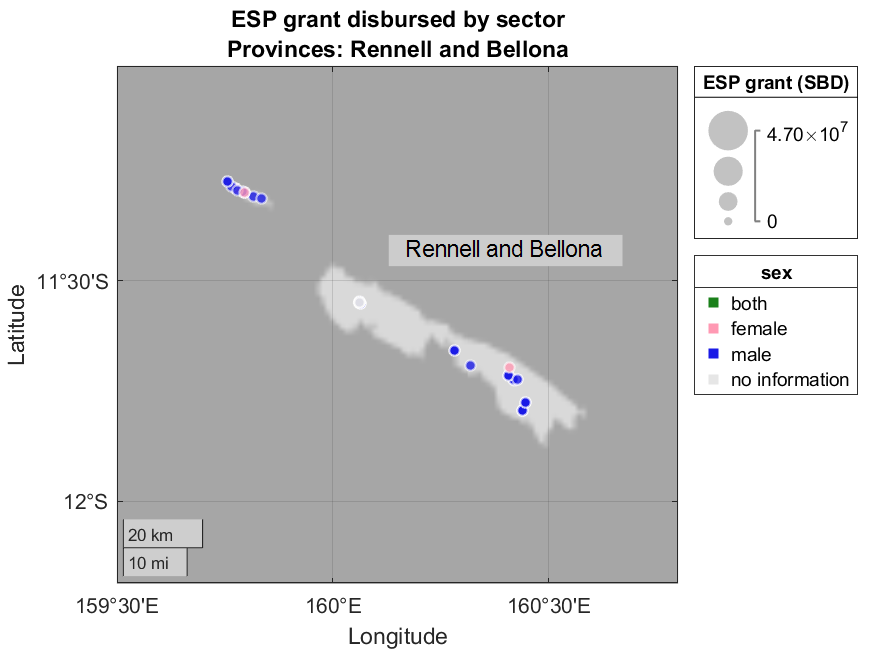 ESP grant disbursed by sector
Provinces: Rennell and Bellona
ESP grant (SBD)
4.70×10⁷
0
Rennell and Bellona
sex
both
female
male
no information
11°30'S
12°S
Latitude
20 km
10 mi
159°30'E
160°E
160°30'E
Longitude